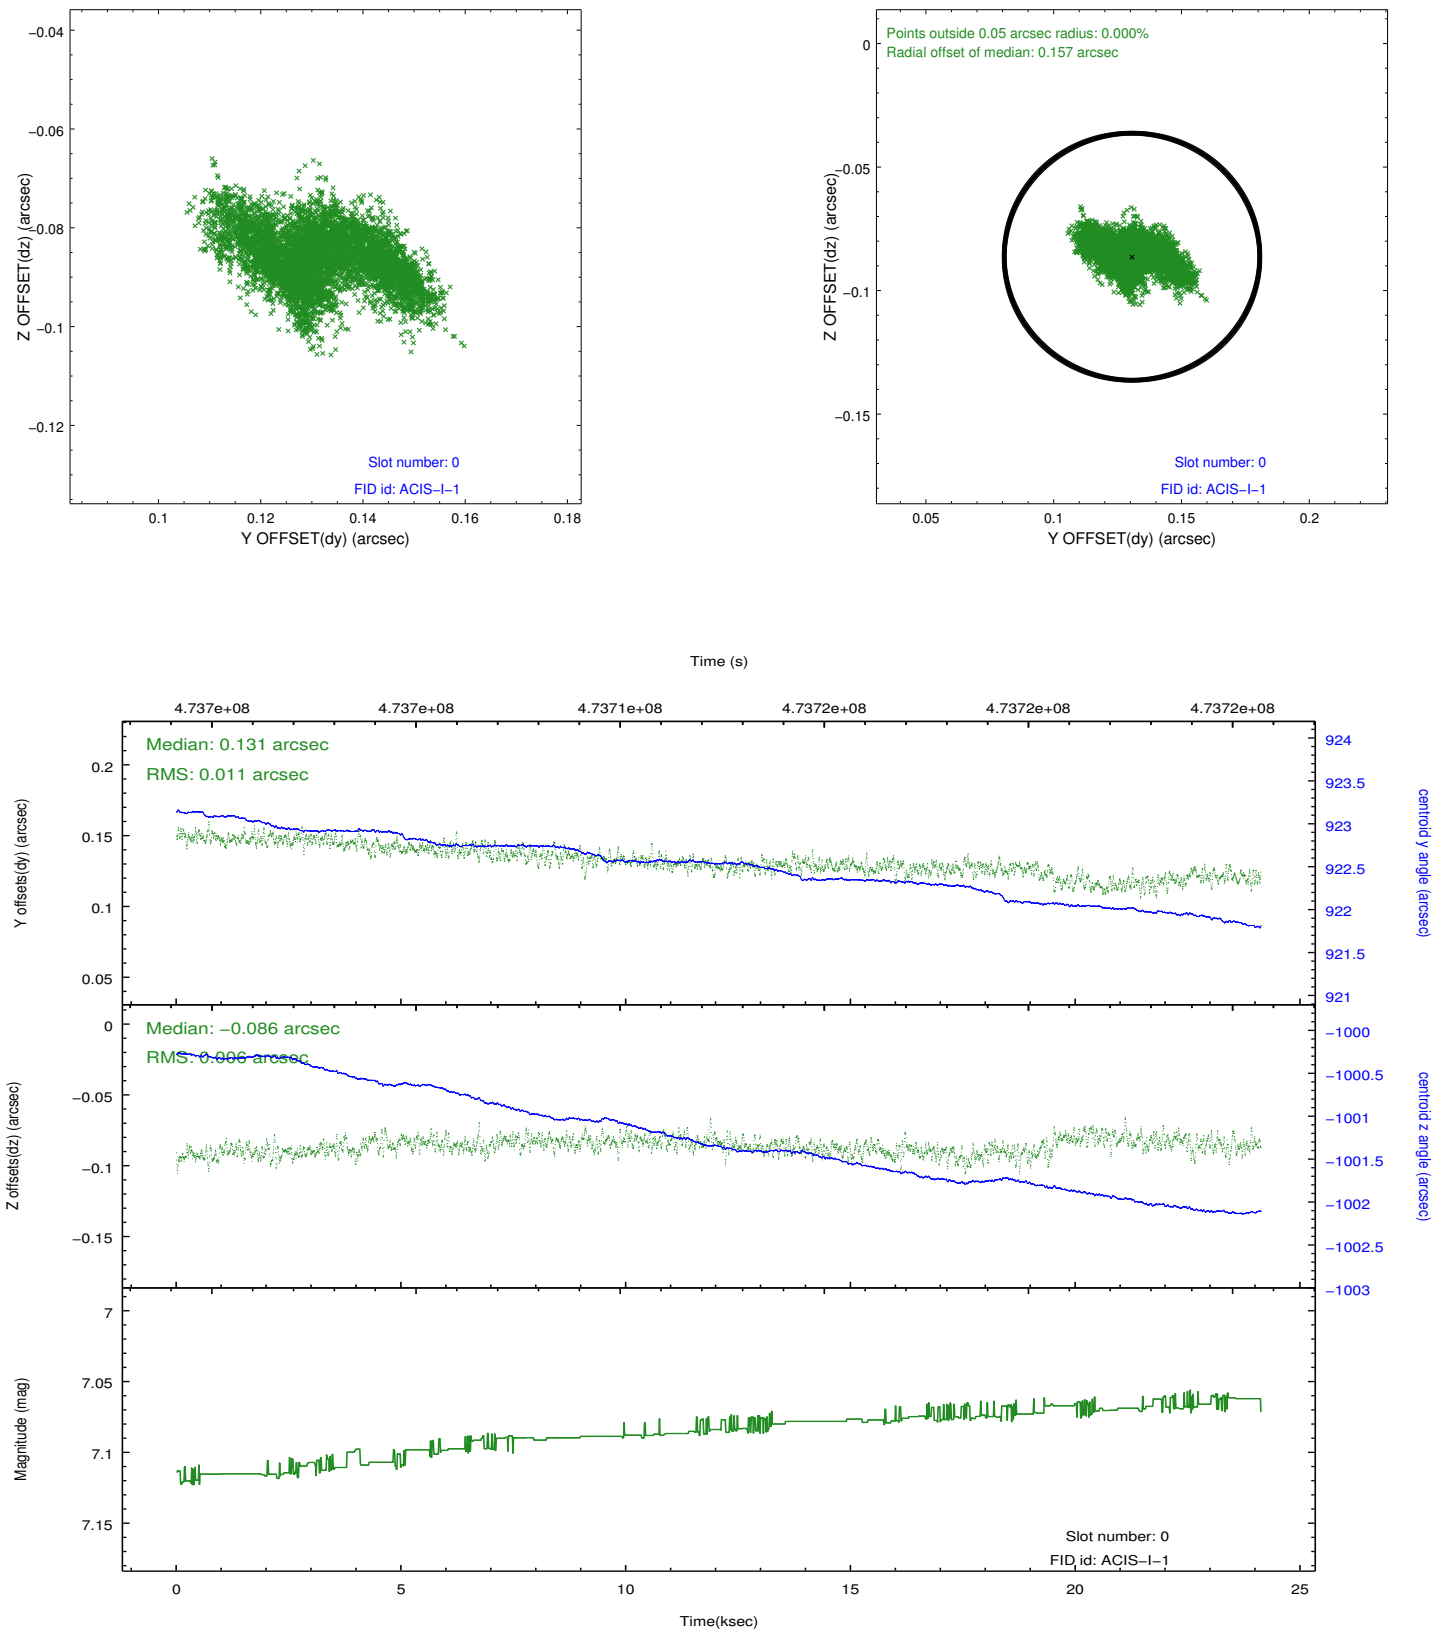 −0.04
−0.06
−0.08
−0.1
−0.12
Z OFFSET(dz) (arcsec)
Slot number: 0
FID id: ACIS−I−1
0.1 0.12 0.14 0.16 0.18
Y OFFSET(dy) (arcsec)
Points outside 0.05 arcsec radius: 0.000%
Radial offset of median: 0.157 arcsec
0
−0.05
−0.1
−0.15
Z OFFSET(dz) (arcsec)
Slot number: 0
FID id: ACIS−I−1
0.05 0.1 0.15 0.2
Y OFFSET(dy) (arcsec)
Time (s)
4.737e+08 4.737e+08 4.7371e+08 4.7372e+08 4.7372e+08 4.7372e+08
Median: 0.131 arcsec
RMS: 0.011 arcsec
0.2
0.15
0.1
0.05
Y offsets(dy) (arcsec)
924
923.5
923
922.5
922
921.5
921
centroid y angle (arcsec)
Median: −0.086 arcsec
RMS: 0.006 arcsec
0
−0.05
−0.1
−0.15
Z offsets(dz) (arcsec)
−1000
−1000.5
−1001
−1001.5
−1002
−1002.5
−1003
centroid z angle (arcsec)
7
7.05
7.1
7.15
Magnitude (mag)
Slot number: 0
FID id: ACIS−I−1
0 5 10 15 20 25
Time(ksec)